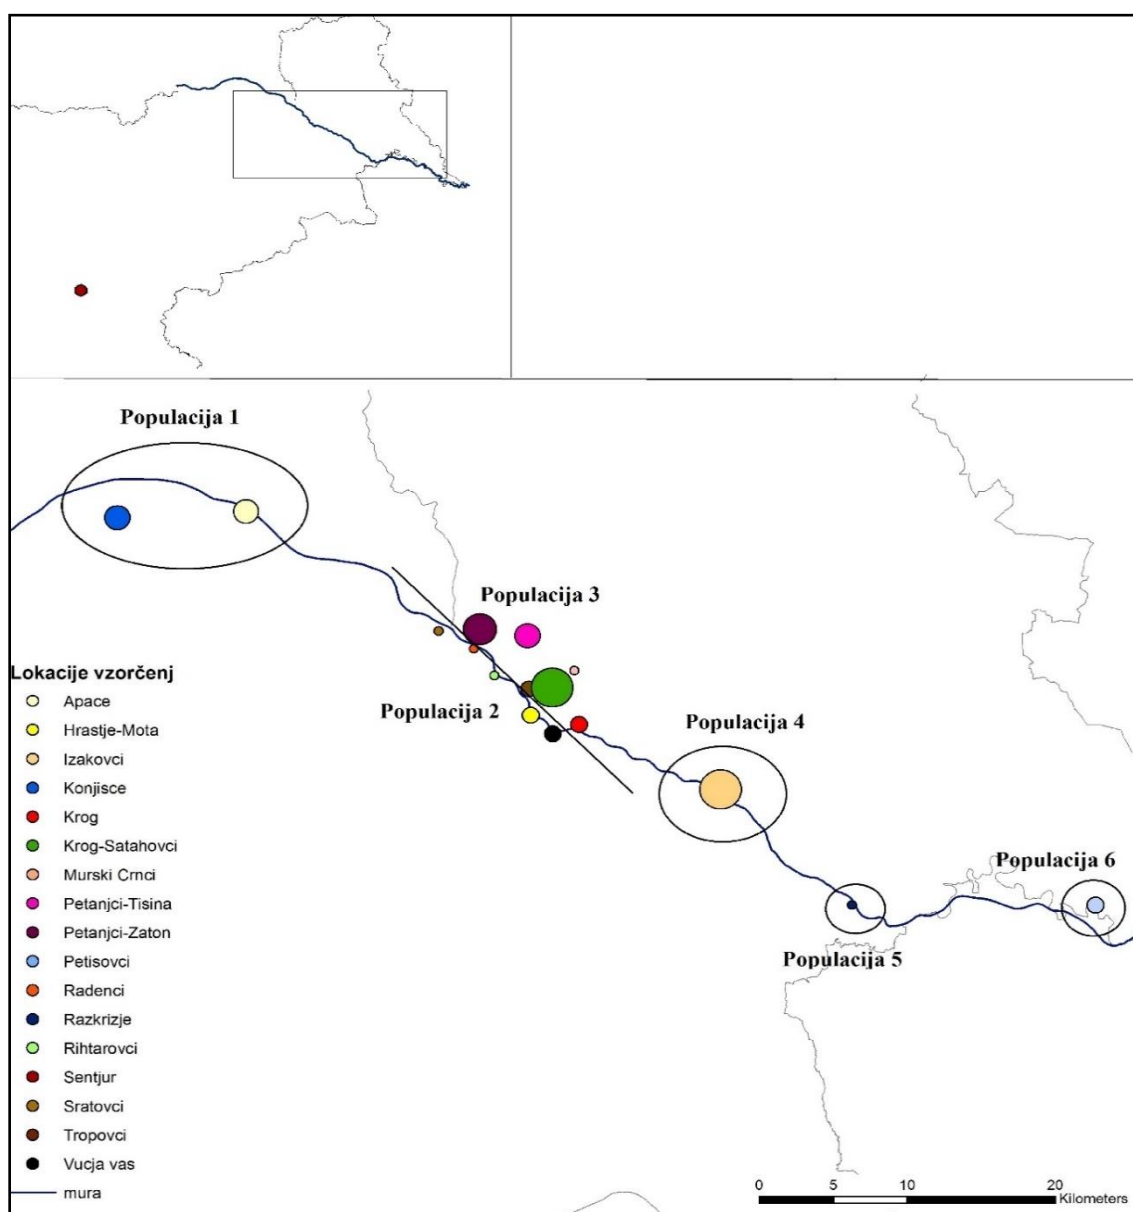 Populacija 1
Populacija 3
Populacija 2
Populacija 4
Populacija 6
Populacija 5
Lokacije vzorčenj
Apace
Hrastje-Mota
Izakovci
Konjisce
Krog
Krog-Satahovci
Murski Crnci
Petanjci-Tisina
Petanjci-Zaton
Petisovci
Radenci
Razkrizje
Rihtarovci
Sentjur
Sratovci
Tropovci
Vucja vas
mura
0 5 10 20
Kilometers